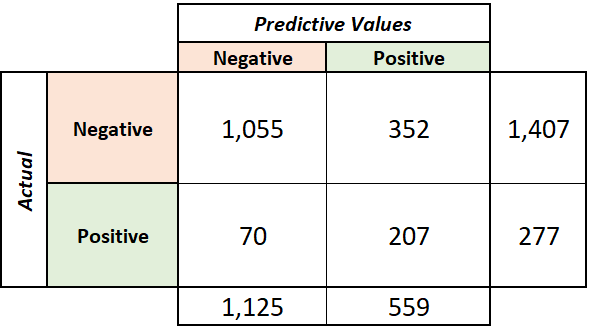 Predictive Values
Negative Positive
Actual
Negative 1,055 352 1,407
Positive 70 207 277
1,125 559